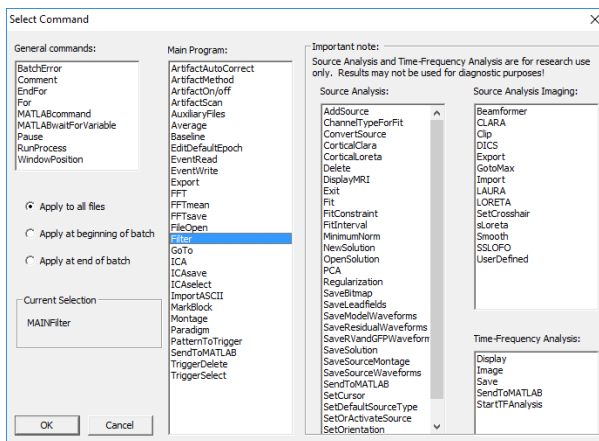 Select Command
General commands:
BatchError
Comment
EndFor
For
MATLABcommand
MATLABwaitForVariable
Pause
RunProcess
WindowPosition
Apply to all files
Apply at beginning of batch
Apply at end of batch
Current Selection
MAINFilter
OK
Cancel
Main Program:
ArtifactAutoCorrect
ArtifactMethod
ArtifactOn/off
ArtifactScan
AuxiliaryFiles
Average
Baseline
EditDefaultEpoch
EventRead
EventWrite
Export
FFT
FFTmean
FFTsave
FileOpen
Filter
GoTo
ICA
ICAsave
ICAselect
ImportASCII
MarkBlock
Montage
Paradigm
PatternToTrigger
SendToMATLAB
TriggerDelete
TriggerSelect
Important note:
Source Analysis and Time-Frequency Analysis are for research use
only. Results may not be used for diagnostic purposes!
Source Analysis:
AddSource
ChannelTypeForFit
ConvertSource
CorticalClara
CorticalLoreta
Delete
DisplayMRI
Exit
Fit
FitConstraint
FitInterval
MinimumNorm
NewSolution
OpenSolution
PCA
Regularization
SaveBitmap
SaveLeadfields
SaveModelWaveforms
SaveResidualWaveforms
SaveRVandGFPWaveform
SaveSolution
SaveSourceMontage
SaveSourceWaveforms
SendToMATLAB
SetCursor
SetDefaultSourceType
SetOrActivateSource
SetOrientation
Source Analysis Imaging:
Beamformer
CLARA
Clip
DICS
Export
GotoMax
Import
LAURA
LORETA
SetCrosshair
sLoreta
Smooth
SSLOFO
UserDefined
Time-Frequency Analysis:
Display
Image
Save
SendToMATLAB
StartTFAnalysis